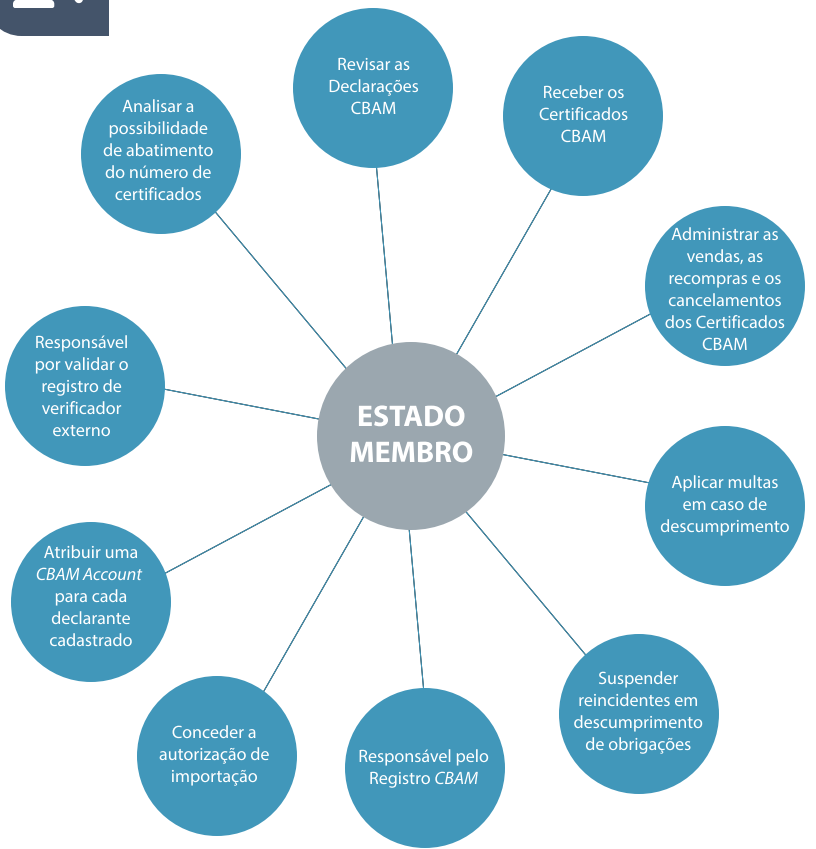 Revisar as
Declarações
CBAM
Receber os
Certificados
CBAM
Administrar as
vendas, as
recompras e os
cancelamentos
dos Certificados
CBAM
Aplicar multas
em caso de
descumprimento
Suspender
reincidentes em
descumprimento
de obrigações
Responsável pelo
Registro CBAM
Conceder a
autorização de
importação
Atribuir uma
CBAM Account
para cada
declarante
cadastrado
Responsável
por validar o
registro de
verificador
externo
Analisar a
possibilidade
de abatimento
do número de
certificados
ESTADO
MEMBRO